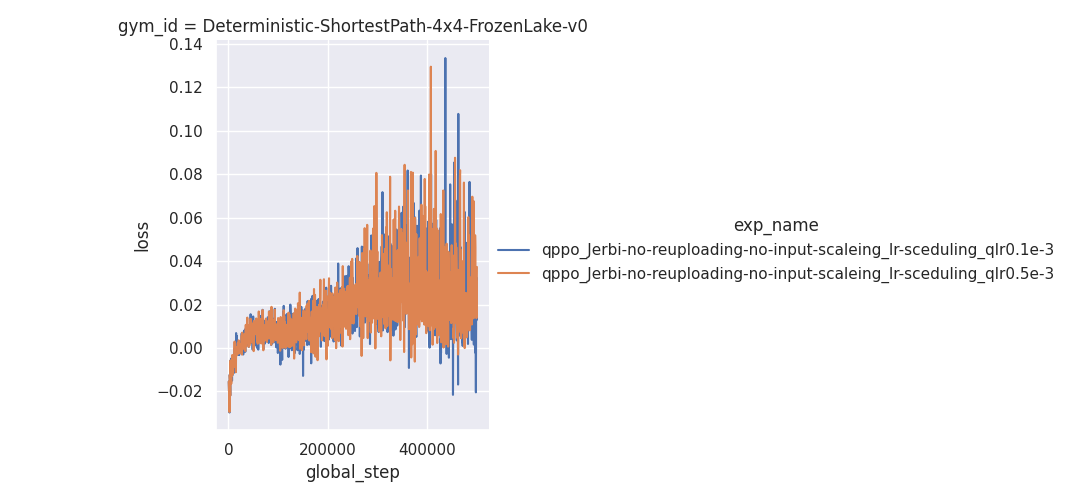 gym_id = Deterministic-ShortestPath-4x4-FrozenLake-v0
0.14
0.12
0.10
0.08
0.06
0.04
0.02
0.00
−0.02
loss
0
200000
400000
global_step
exp_name
qppo_Jerbi-no-reuploading-no-input-scaleing_lr-sceduling_qlr0.1e-3
qppo_Jerbi-no-reuploading-no-input-scaleing_lr-sceduling_qlr0.5e-3